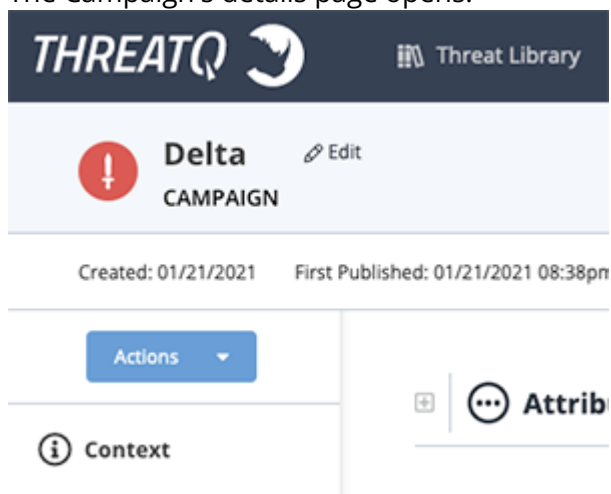 The Campaign's details page opens.
THREATQ Threat Library
Delta Edit
CAMPAIGN
Created: 01/21/2021 First Published: 01/21/2021 08:38pm
Actions
Context
Attrib